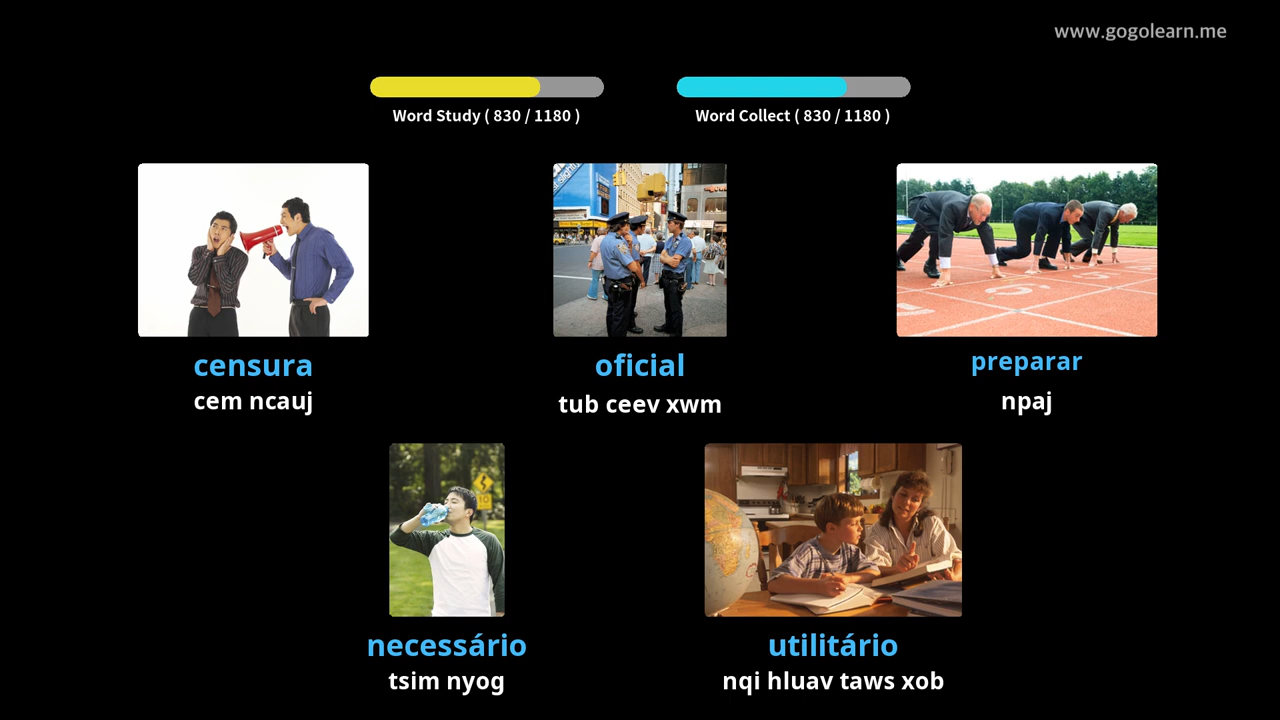 www.gogolearn.me
Word Study ( 830 / 1180 )
Word Collect ( 830 / 1180 )
censura
cem ncauj
oficial
tub ceev xwm
preparar
npaj
necessário
tsim nyog
utilitário
nqi hluav taws xob